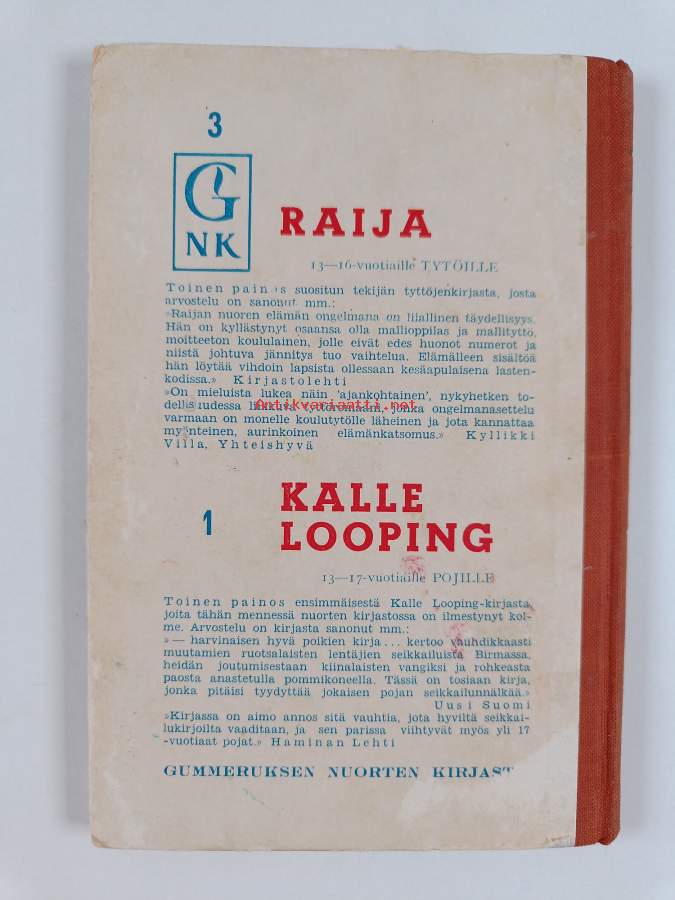 3
G
NK
RAIJA
13—16-vuotiaille TYTÖILLE
Toinen painos suositun tekijän tyttöjenkirjasta, josta
arvostelu on sanonut mm.:
»Raijan nuoren elämän ongelmana on liiallinen täydellisyys.
Hän on kyllästynyt osaansa olla mallioppilas ja mallityttö,
moitteeton koululainen, jolle eivät edes huonot numerot ja
niistä johtuva jännitys tuo vaihtelua. Elämälleen sisältöä
hän löytää vihdoin lapsista ollessaan kesäapulaisena lasten-
kodissa.» Kirjastolehti
»On mieluista lukea näin 'ajankohtainen', nykyhetken to-
dellisuudessa liikkuva tyttöromaani, jonka ongelmanasettelu
Antikvariaatti.net
varmaan on monelle koulutytölle läheinen ja jota kannattaa
myönteinen, aurinkoinen elämänkatsomus.» Kyllikki
Villa, Yhteishyvä
1
KALLE
LOOPING
13—17-vuotiaille POJILLE
Toinen painos ensimmäisestä Kalle Looping-kirjasta,
joita tähän mennessä nuorten kirjastossa on ilmestynyt kol-
me. Arvostelu on kirjasta sanonut mm.:
»— harvinaisen hyvä poikien kirja... kertoo vauhdikkaasti
muutamien ruotsalaisten lentäjien seikkailuista Birmassa,
heidän joutumisestaan kiinalaisten vangiksi ja rohkeasta
paosta anastetulla pommikoneella. Tässä on tosiaan kirja,
jonka pitäisi tyydyttää jokaisen pojan seikkailunnälkää.»
Uusi Suomi
»Kirjassa on aimo annos sitä vauhtia, jota hyviltä seikkai-
lukirjoilta vaaditaan, ja sen parissa viihtyvät myös yli 17
-vuotiaat pojat.» Haminan Lehti
GUMMERUKSEN NUORTEN KIRJAST